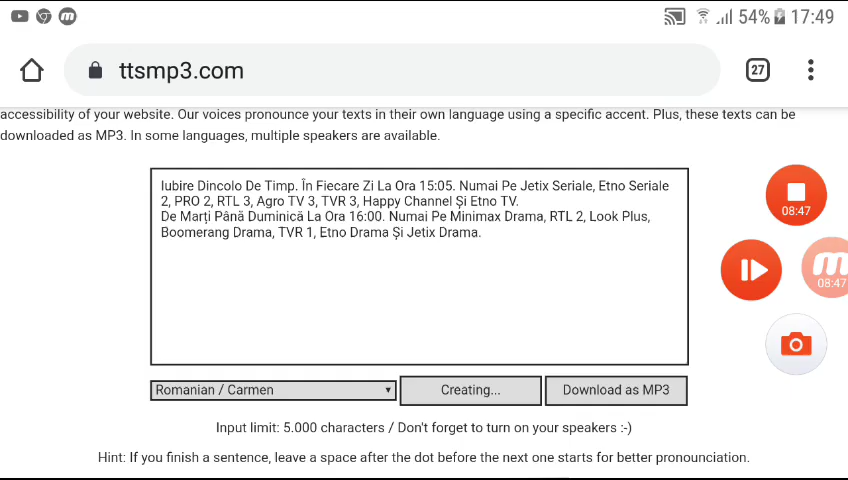 54% 17:49
ttsmp3.com
27
accessibility of your website. Our voices pronounce your texts in their own language using a specific accent. Plus, these texts can be
downloaded as MP3. In some languages, multiple speakers are available.
Iubire Dincolo De Timp. În Fiecare Zi La Ora 15:05. Numai Pe Jetix Seriale, Etno Seriale
2, PRO 2, RTL 3, Agro TV 3, TVR 3, Happy Channel Și Etno TV.
De Marți Până Duminică La Ora 16:00. Numai Pe Minimax Drama, RTL 2, Look Plus,
Boomerang Drama, TVR 1, Etno Drama Și Jetix Drama.
08:47
08:47
Romanian / Carmen
Creating...
Download as MP3
Input limit: 5.000 characters / Don't forget to turn on your speakers :-)
Hint: If you finish a sentence, leave a space after the dot before the next one starts for better pronounciation.